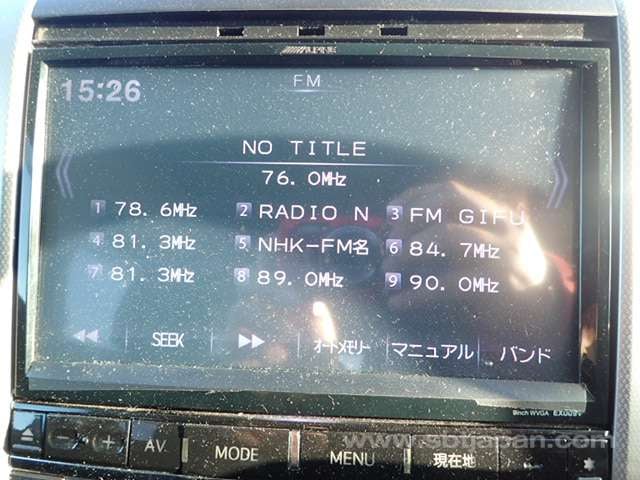 ALPINE
15:26
FM
NO TITLE
76. 0MHz
1 78. 6MHz 2 RADIO N 3 FM GIFU
4 81. 3MHz 5 NHK-FM名 6 84. 7MHz
7 81. 3MHz 8 89. 0MHz 9 90. 0MHz
SEEK オートメモリー マニュアル バンド
9inch WVGA
AV MODE MENU 現在地
www.sbtjapan.com